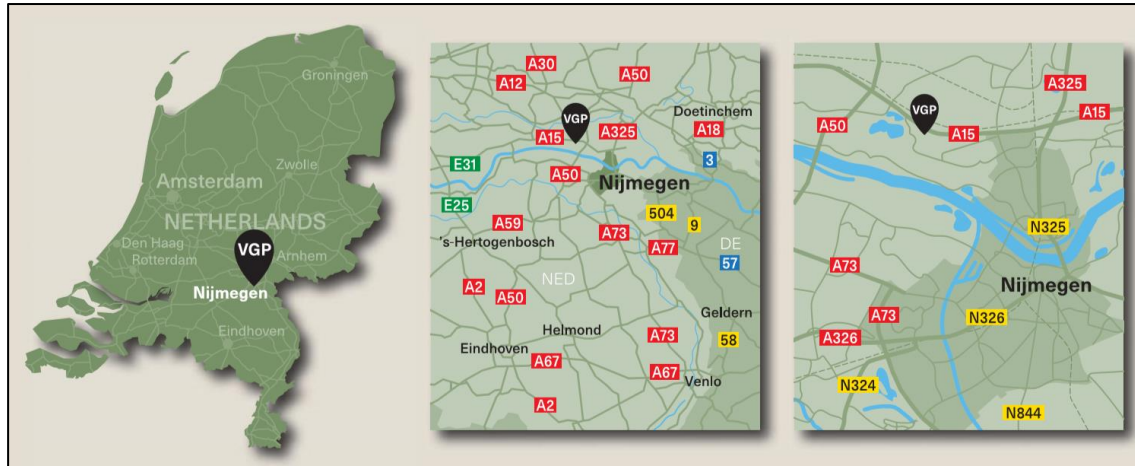 Groningen
Zwolle
Amsterdam
NETHERLANDS
Den Haag
Rotterdam
VGP
Arnhem
Nijmegen
Eindhoven
A30
A12
A50
VGP
Doetinchem
A15
A325
A18
E31
3
A50
Nijmegen
E25
504
A59
9
's-Hertogenbosch
A73
A77
DE
57
NED
A2
A50
Geldern
Helmond
A73
58
Eindhoven
A67
A67
Venlo
A2
A325
VGP
A15
A50
A15
N325
A73
Nijmegen
A73
N326
A326
N324
N844